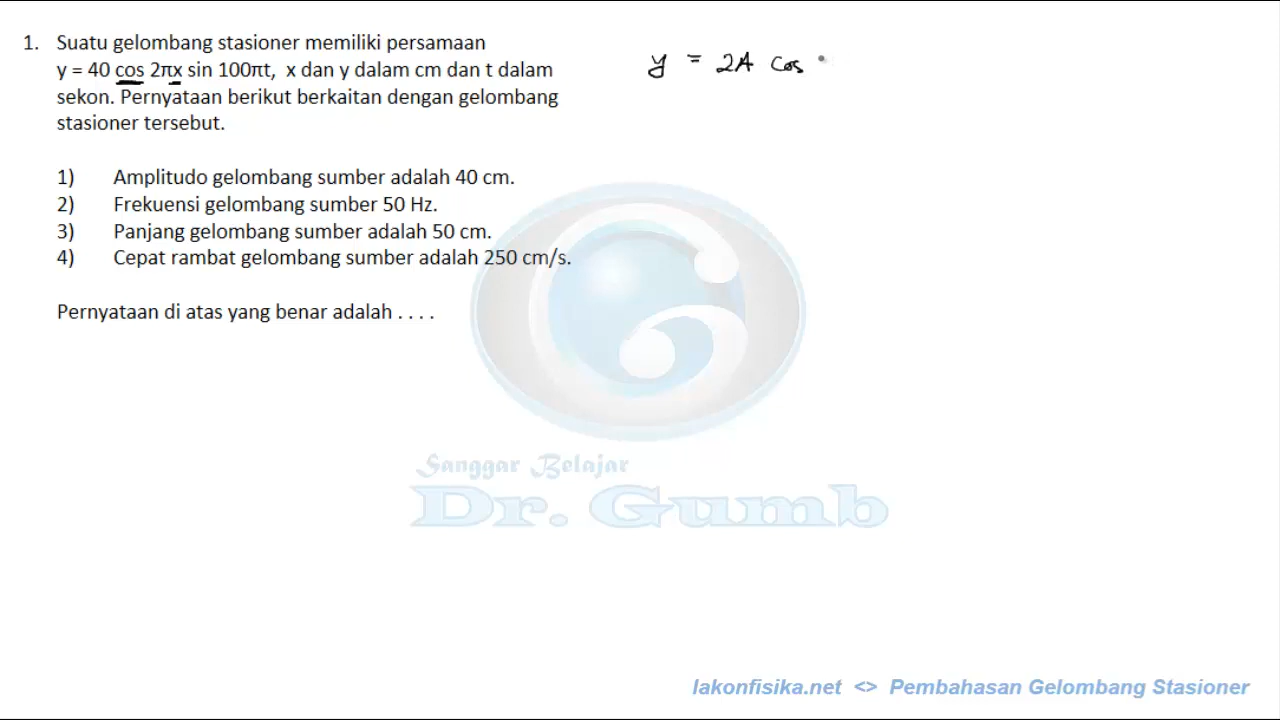 1. Suatu gelombang stasioner memiliki persamaan
y = 40 cos 2πx sin 100πt, x dan y dalam cm dan t dalam
sekon. Pernyataan berikut berkaitan dengan gelombang
stasioner tersebut.
y = 2A cos
1) Amplitudo gelombang sumber adalah 40 cm.
2) Frekuensi gelombang sumber 50 Hz.
3) Panjang gelombang sumber adalah 50 cm.
4) Cepat rambat gelombang sumber adalah 250 cm/s.
Pernyataan di atas yang benar adalah . . . .
Sanggar Belajar
Dr. Gumb
lakonfisika.net <> Pembahasan Gelombang Stasioner